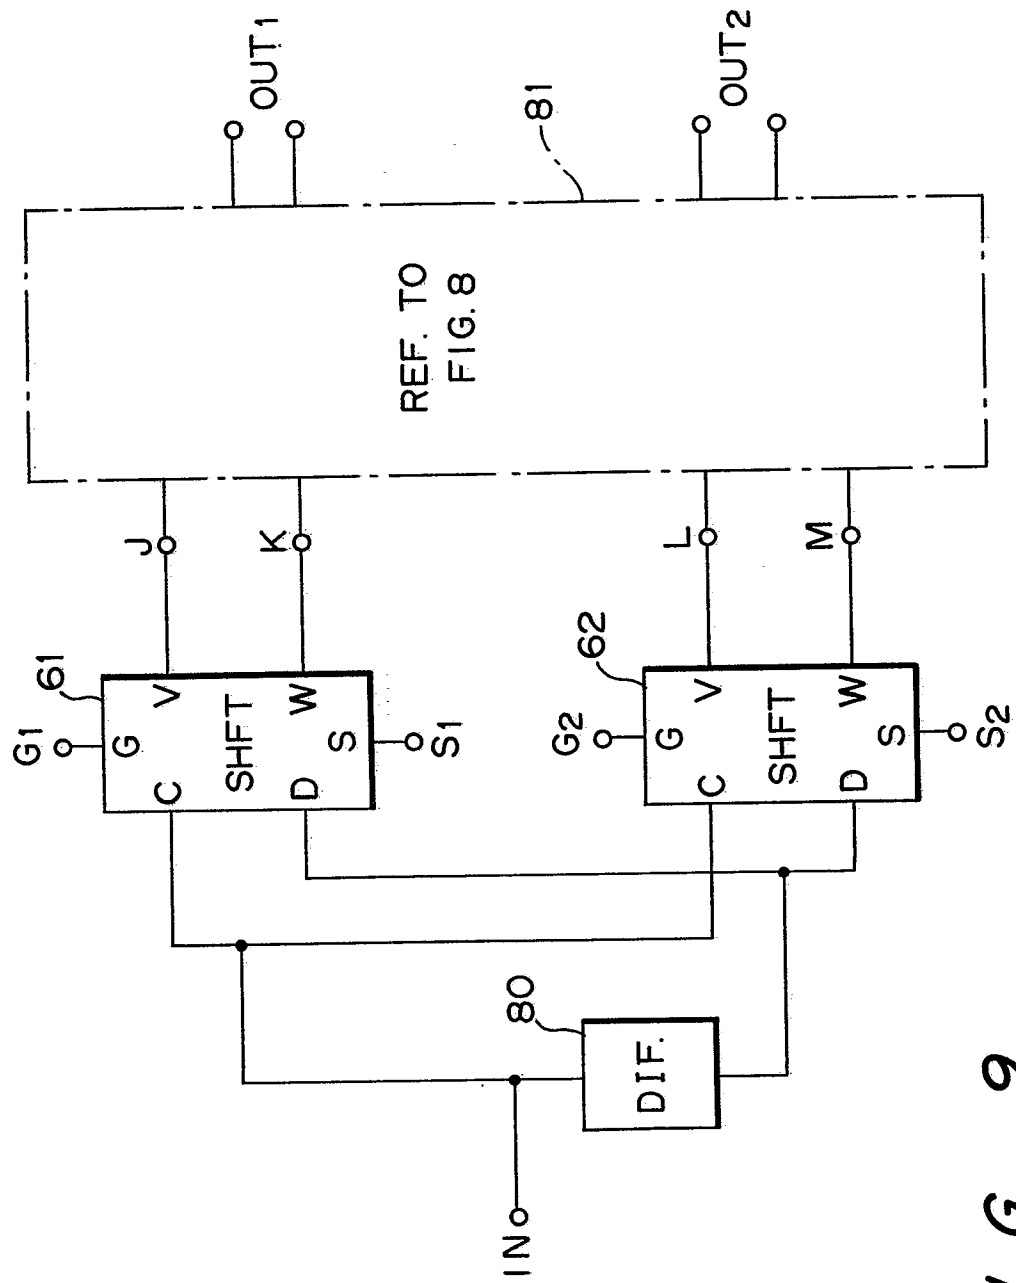 IN
80
DIF.
G1
61
C
G
V
SHFT
D
S
W
S1
G2
62
C
G
V
SHFT
D
S
W
S2
J
K
L
M
REF. TO
FIG. 8
81
OUT1
OUT2
G 9